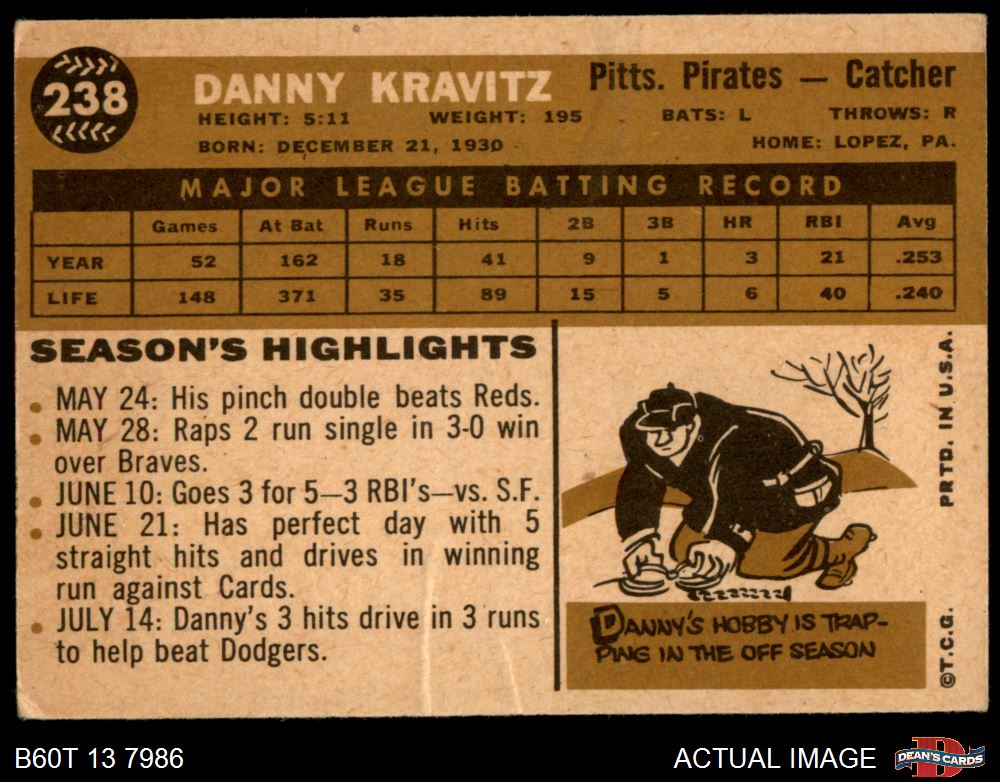 238
DANNY KRAVITZ
Pitts. Pirates — Catcher
HEIGHT: 5:11 WEIGHT: 195 BATS: L THROWS: R
BORN: DECEMBER 21, 1930 HOME: LOPEZ, PA.
MAJOR LEAGUE BATTING RECORD
Games At Bat Runs Hits 2B 3B HR RBI Avg
YEAR 52 162 18 41 9 1 3 21 .253
LIFE 148 371 35 89 15 5 6 40 .240
SEASON'S HIGHLIGHTS
• MAY 24: His pinch double beats Reds.
• MAY 28: Raps 2 run single in 3-0 win
over Braves.
• JUNE 10: Goes 3 for 5—3 RBI's—vs. S.F.
• JUNE 21: Has perfect day with 5
straight hits and drives in winning
run against Cards.
• JULY 14: Danny's 3 hits drive in 3 runs
to help beat Dodgers.
DANNY'S HOBBY IS TRAP-
PING IN THE OFF SEASON
©T.C.G. PRTD. IN U.S.A.
B60T 13 7986
ACTUAL IMAGE
D
DEAN'S CARDS